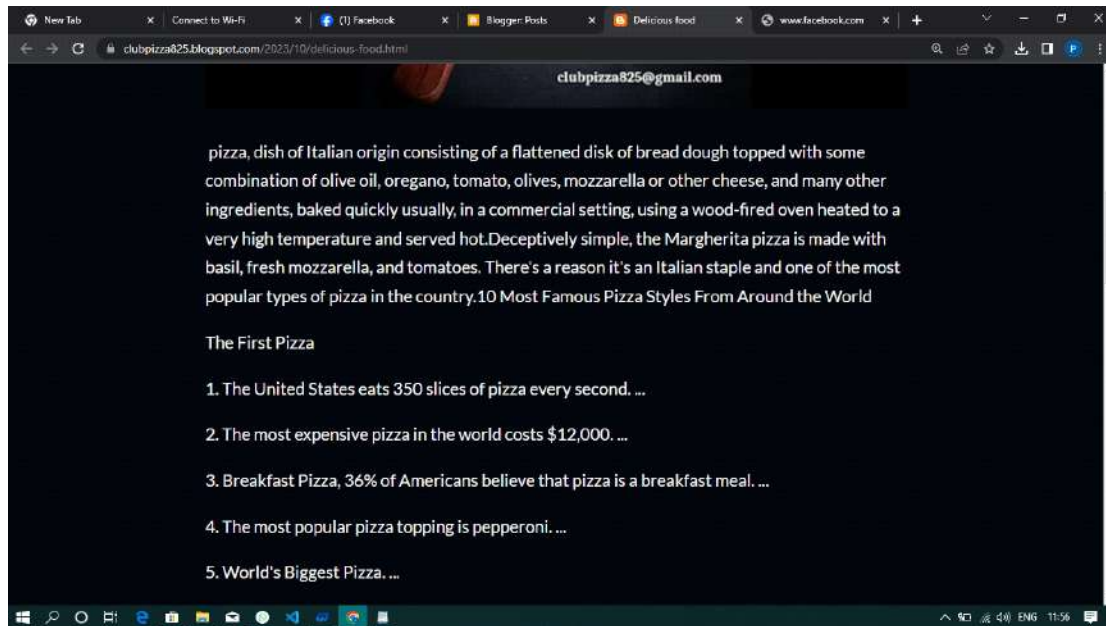 New Tab
Connect to Wi-Fi
(1) Facebook
Blogger: Posts
Delicious food
www.facebook.com
clubpizza825.blogspot.com/2023/10/delicious-food.html
clubpizza825@gmail.com
pizza, dish of Italian origin consisting of a flattened disk of bread dough topped with some
combination of olive oil, oregano, tomato, olives, mozzarella or other cheese, and many other
ingredients, baked quickly usually, in a commercial setting, using a wood-fired oven heated to a
very high temperature and served hot.Deceptively simple, the Margherita pizza is made with
basil, fresh mozzarella, and tomatoes. There's a reason it's an Italian staple and one of the most
popular types of pizza in the country.10 Most Famous Pizza Styles From Around the World
The First Pizza
1. The United States eats 350 slices of pizza every second. ...
2. The most expensive pizza in the world costs $12,000. ...
3. Breakfast Pizza, 36% of Americans believe that pizza is a breakfast meal. ...
4. The most popular pizza topping is pepperoni. ...
5. World's Biggest Pizza. ...
ENG 11:56